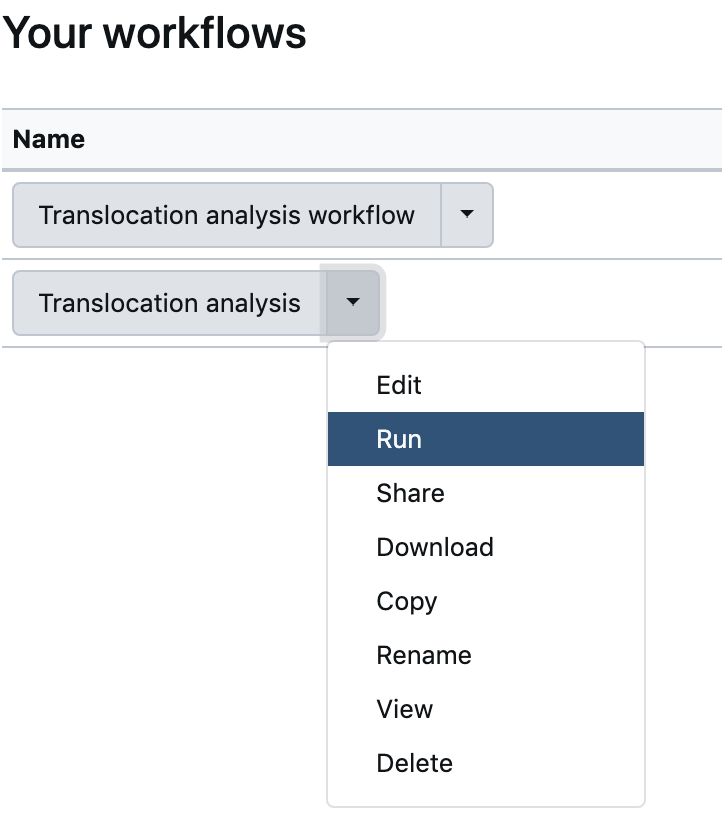 Your workflows
Name
Translocation analysis workflow
Translocation analysis
Edit
Run
Share
Download
Copy
Rename
View
Delete